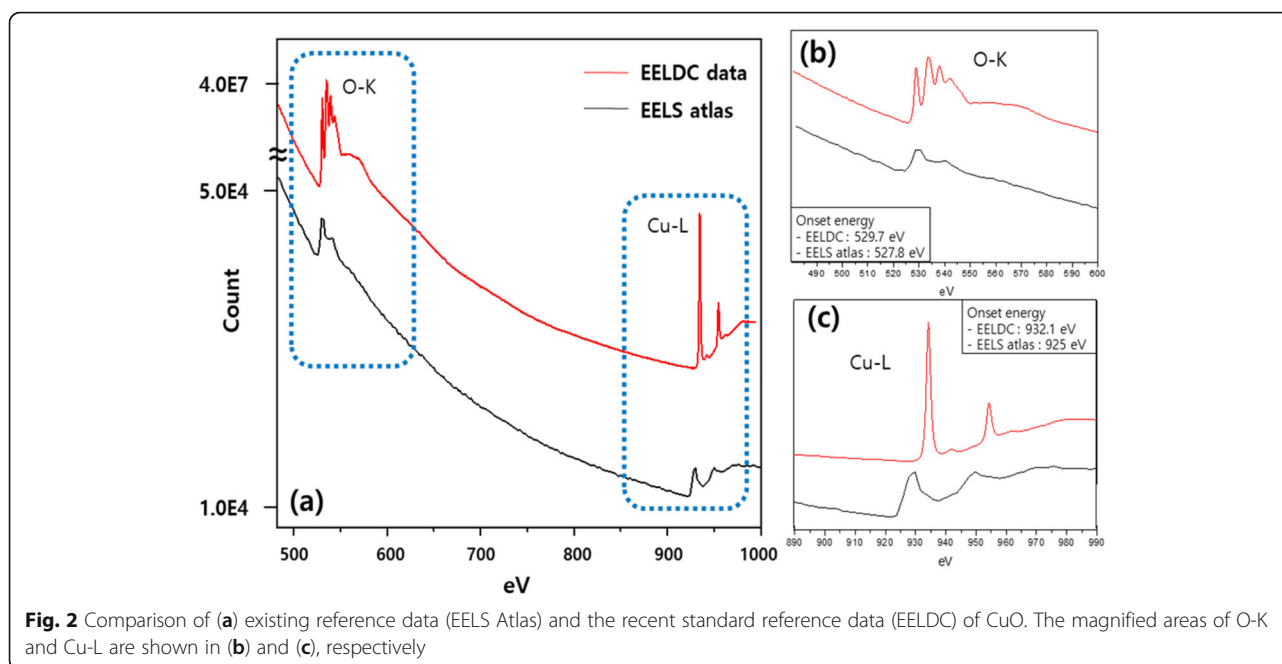 4.0E7
5.0E4
1.0E4
Count
≈
O-K
EELDC data
EELS atlas
Cu-L
(a)
500 600 700 800 900 1000
eV
(b)
O-K
Onset energy
- EELDC : 529.7 eV
- EELS atlas : 527.8 eV
490 500 510 520 530 540 550 560 570 580 590 600
eV
(c)
Onset energy
- EELDC : 932.1 eV
- EELS atlas : 925 eV
Cu-L
890 900 910 920 930 940 950 960 970 980 990
eV
Fig. 2 Comparison of (a) existing reference data (EELS Atlas) and the recent standard reference data (EELDC) of CuO. The magnified areas of O-K
and Cu-L are shown in (b) and (c), respectively